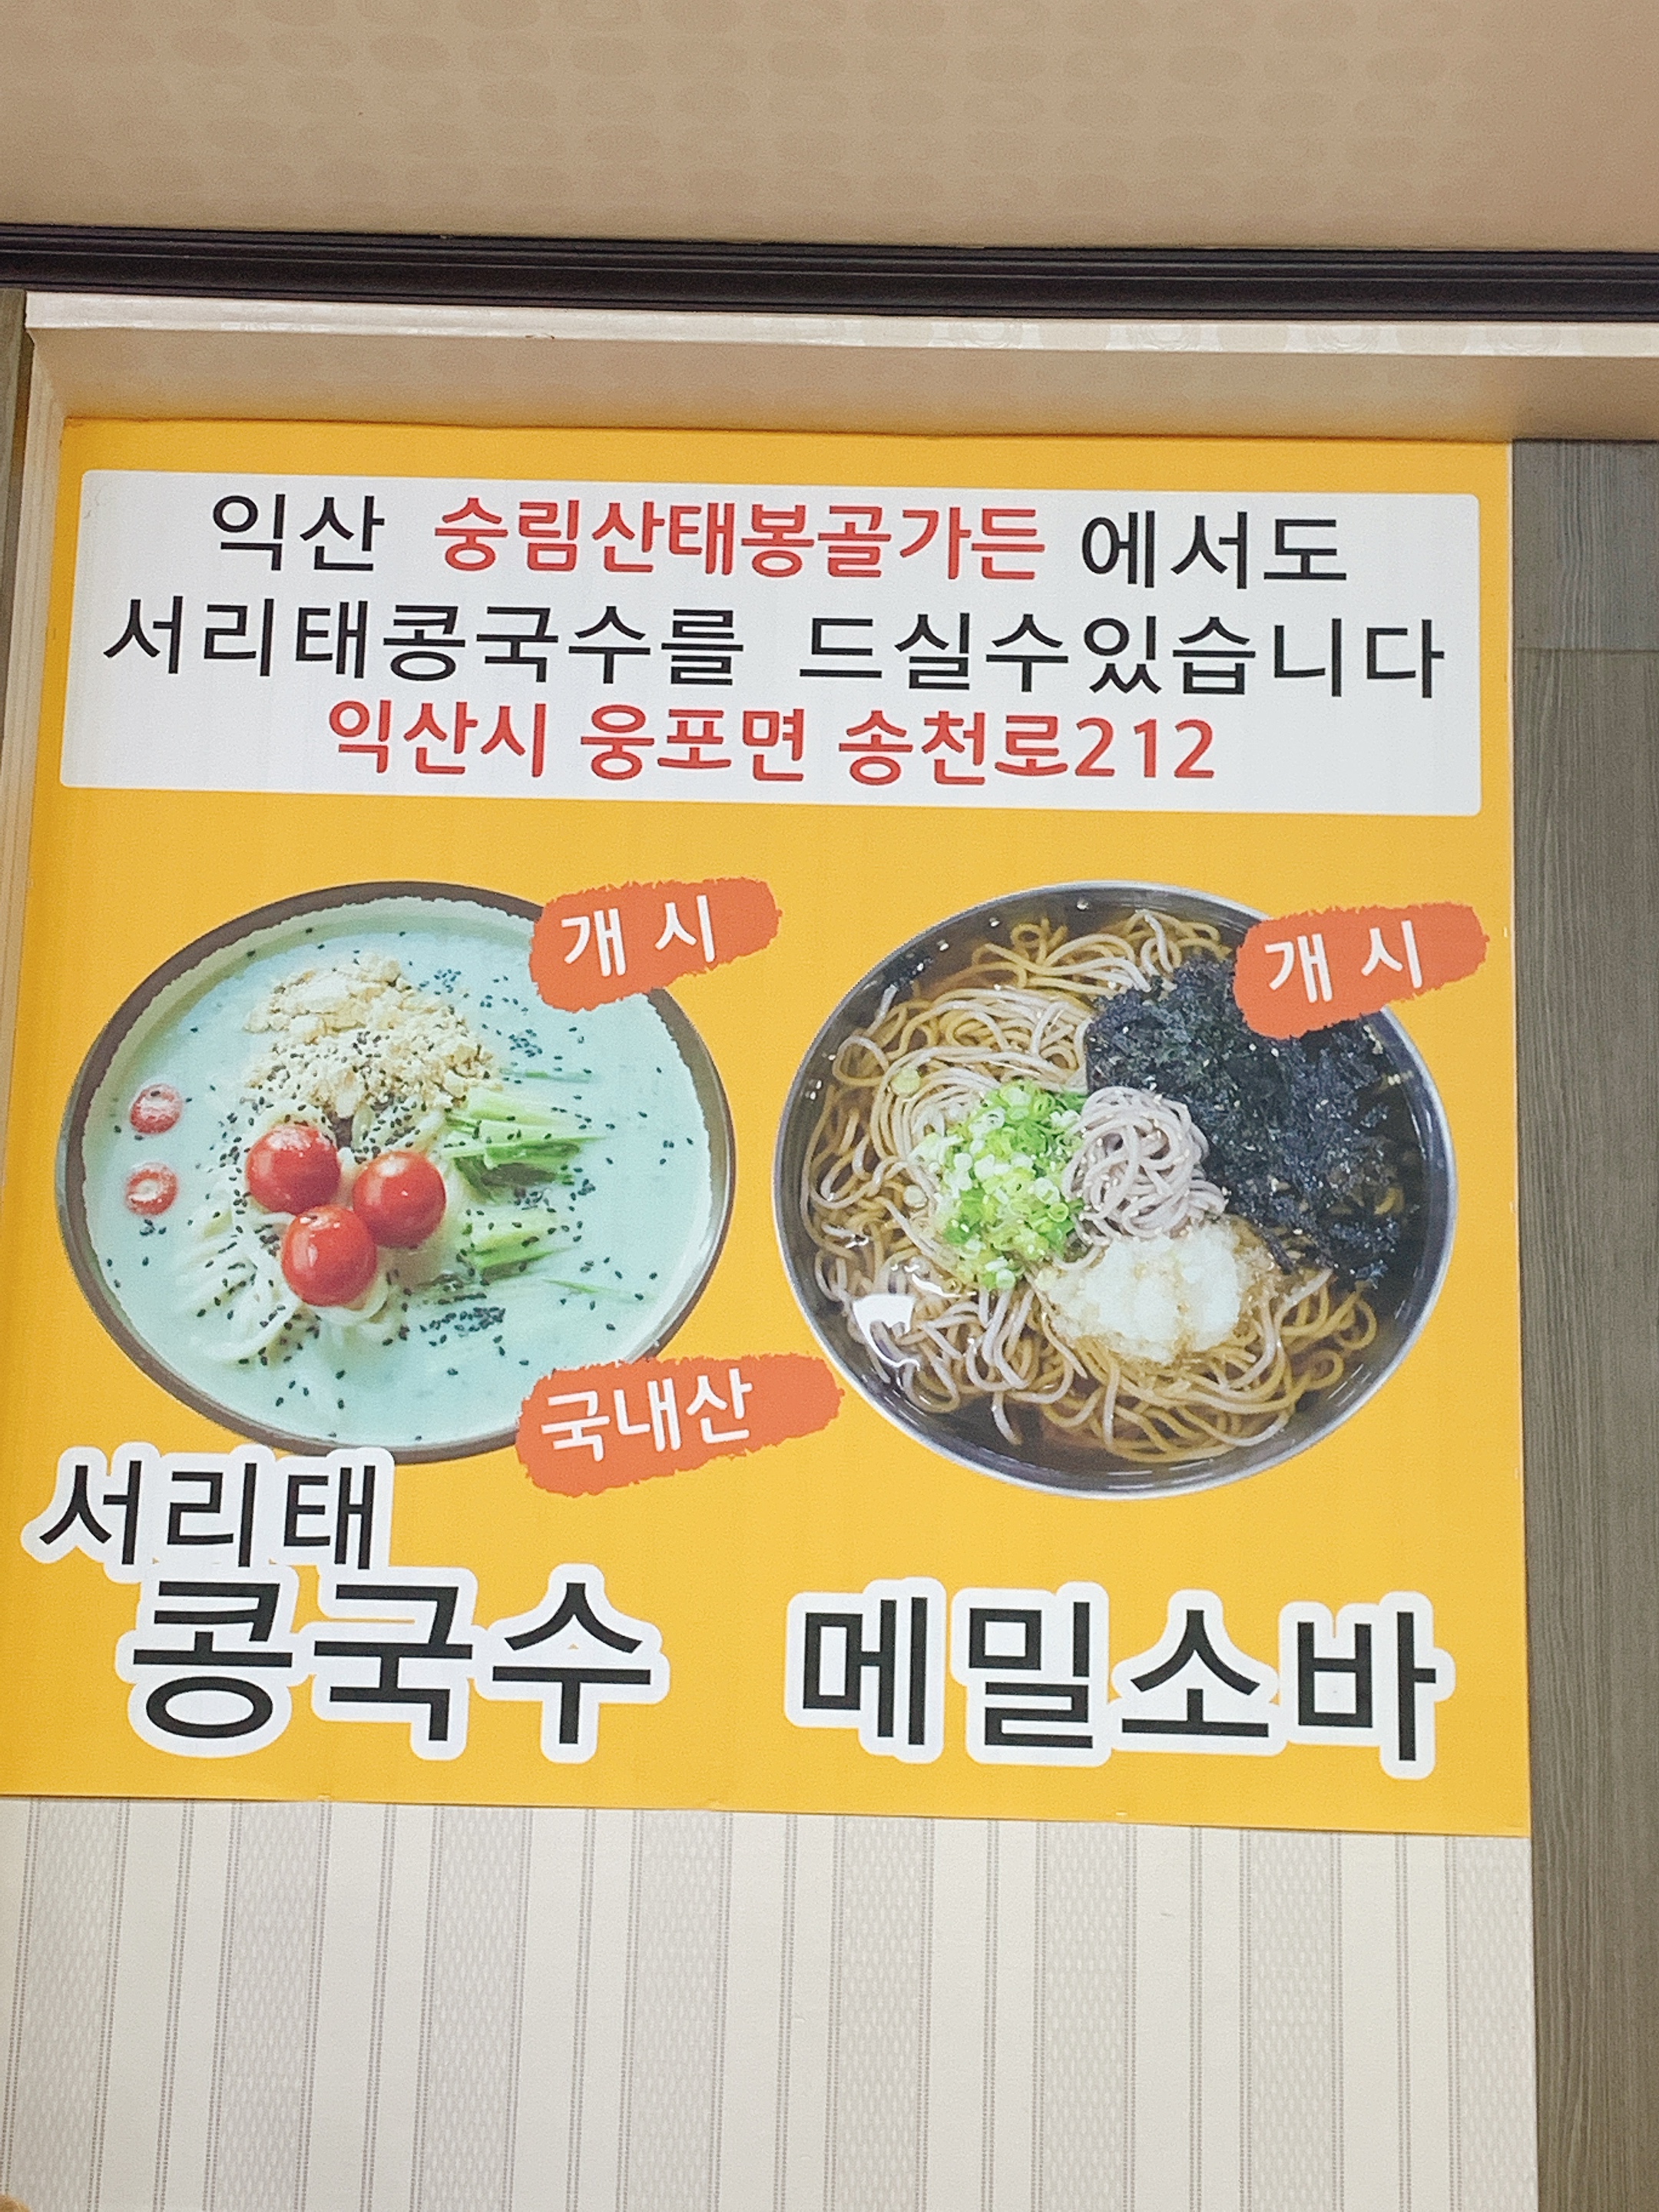 익산 숭림산태봉골가든 에서도
서리태콩국수를 드실수있습니다
익산시 웅포면 송천로212
개시
개시
국내산
서리태
콩국수
메밀소바